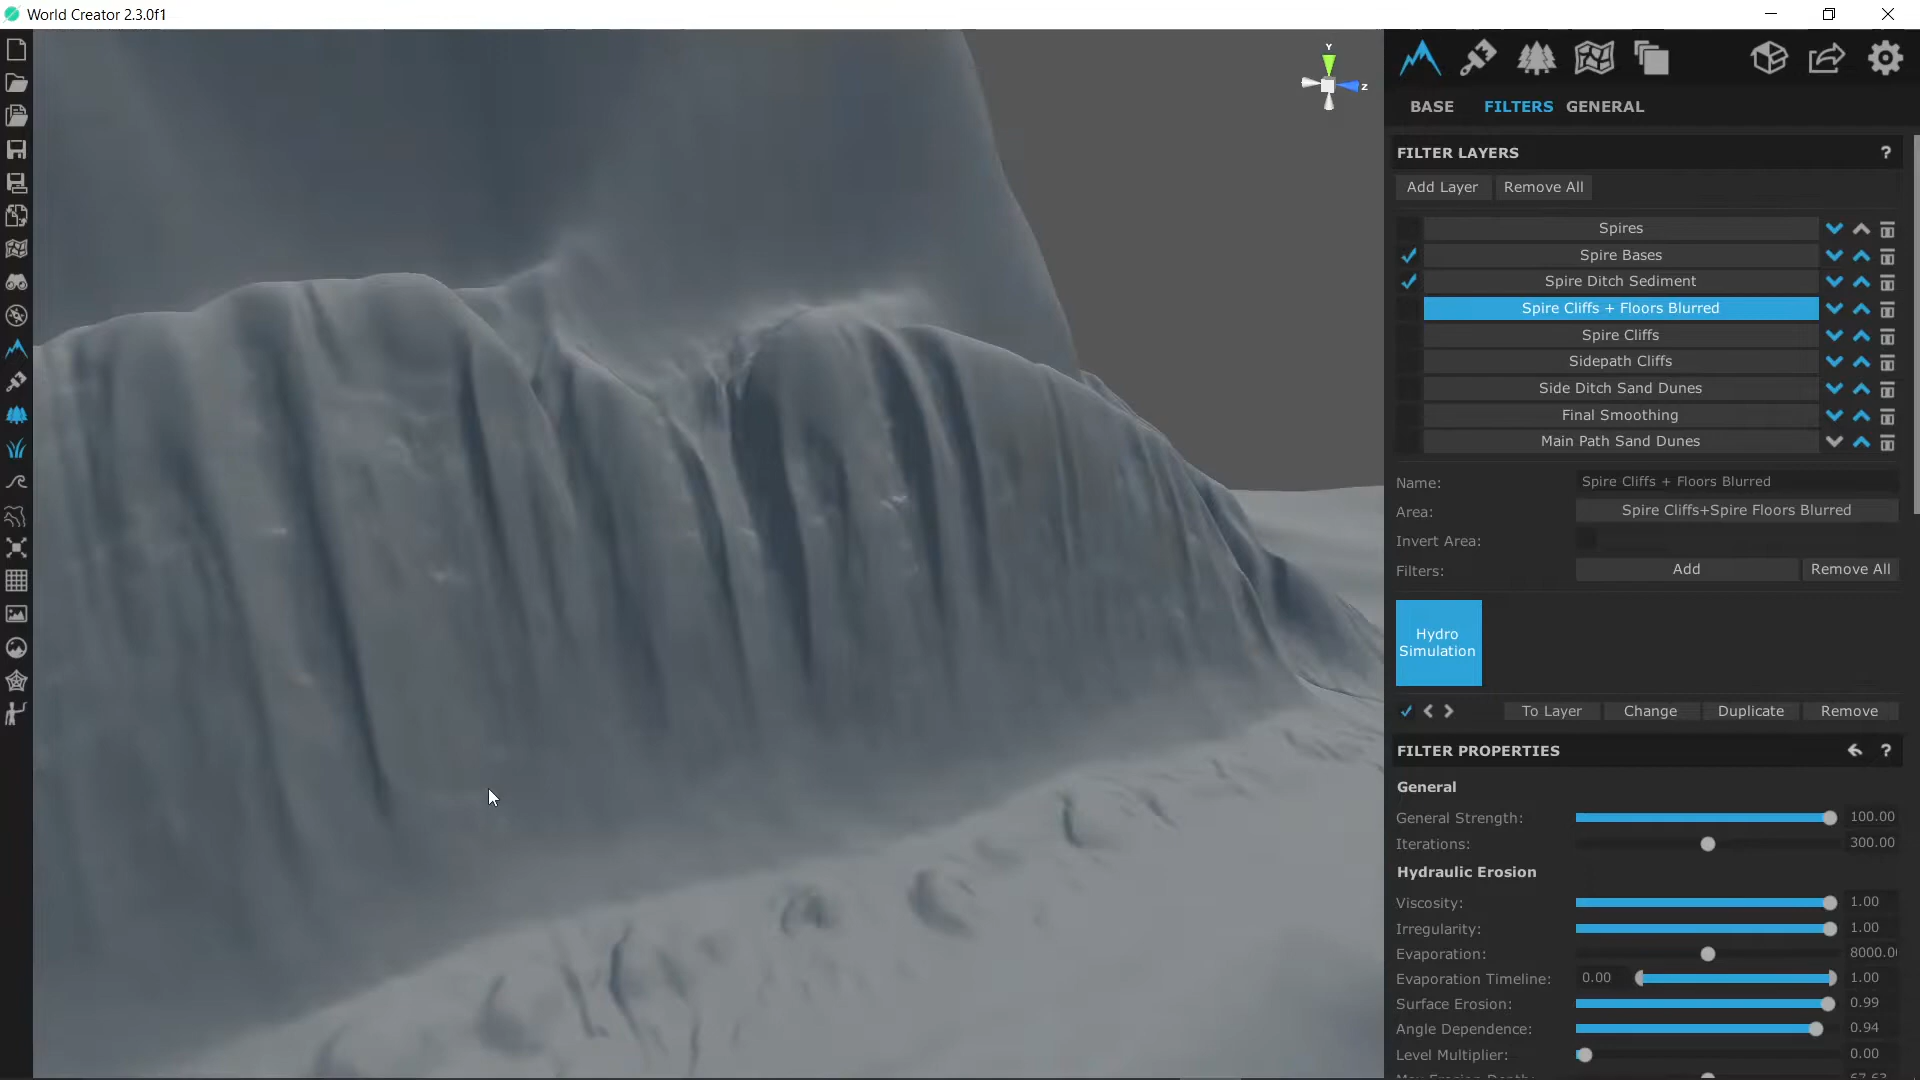 World Creator 2.3.0f1
Y
Z
BASE FILTERS GENERAL
FILTER LAYERS ?
Add Layer Remove All
Spires
Spire Bases
Spire Ditch Sediment
Spire Cliffs + Floors Blurred
Spire Cliffs
Sidepath Cliffs
Side Ditch Sand Dunes
Final Smoothing
Main Path Sand Dunes
Name: Spire Cliffs + Floors Blurred
Area: Spire Cliffs+Spire Floors Blurred
Invert Area:
Filters: Add Remove All
Hydro
Simulation
To Layer Change Duplicate Remove
FILTER PROPERTIES ?
General
General Strength: 100.00
Iterations: 300.00
Hydraulic Erosion
Viscosity: 1.00
Irregularity: 1.00
Evaporation: 8000.0
Evaporation Timeline: 0.00 1.00
Surface Erosion: 0.99
Angle Dependence: 0.94
Level Multiplier: 0.00